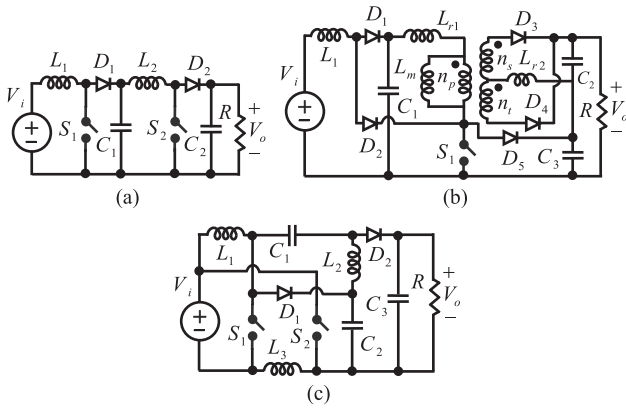 L1 D1 L2 D2
Vi S1 C1 S2 C2 R + Vo −
+ −
(a)
L1 D1 Lr1 D3
Lm np ns Lr2 C2
Vi C1 nt D4 R + Vo −
+ −
D2 S1 D5 C3
(b)
L1 C1 L2 D2
Vi
D1 C3 R + Vo −
+ −
S1 S2 C2
L3
(c)